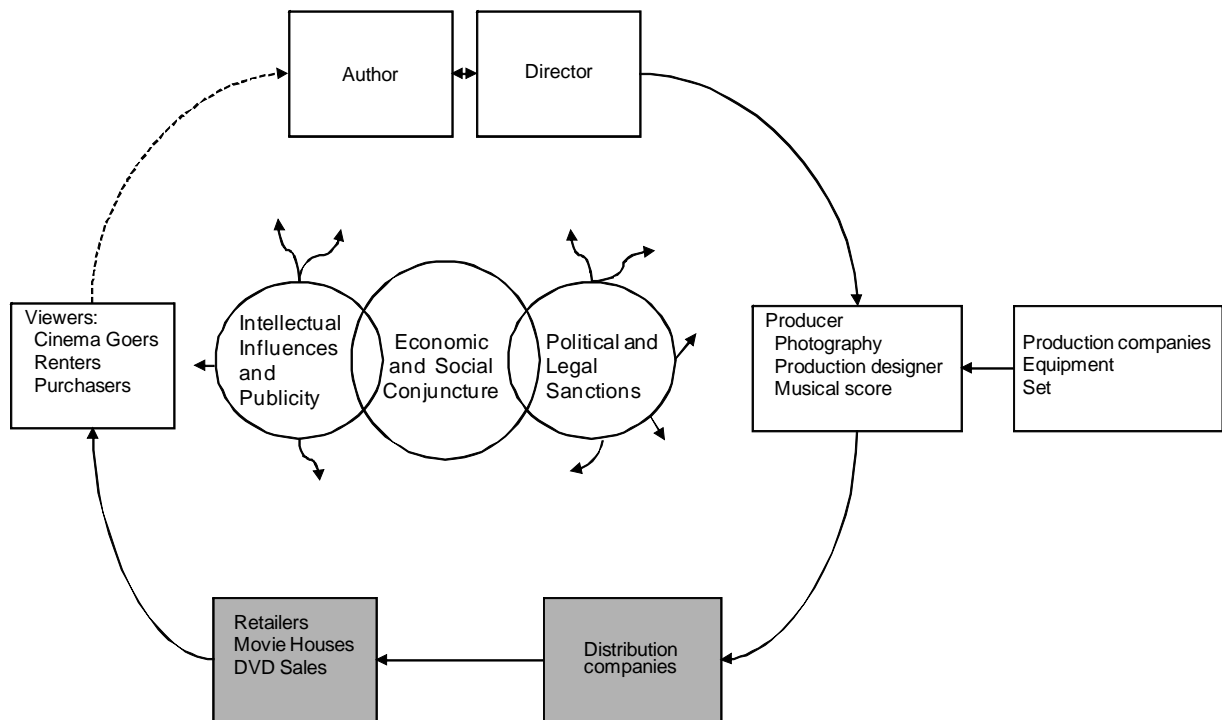 Author
Director
Viewers:
Cinema Goers
Renters
Purchasers
Intellectual
Influences
and
Publicity
Economic
and Social
Conjuncture
Political and
Legal
Sanctions
Producer
Photography
Production designer
Musical score
Production companies
Equipment
Set
Retailers
Movie Houses
DVD Sales
Distribution
companies